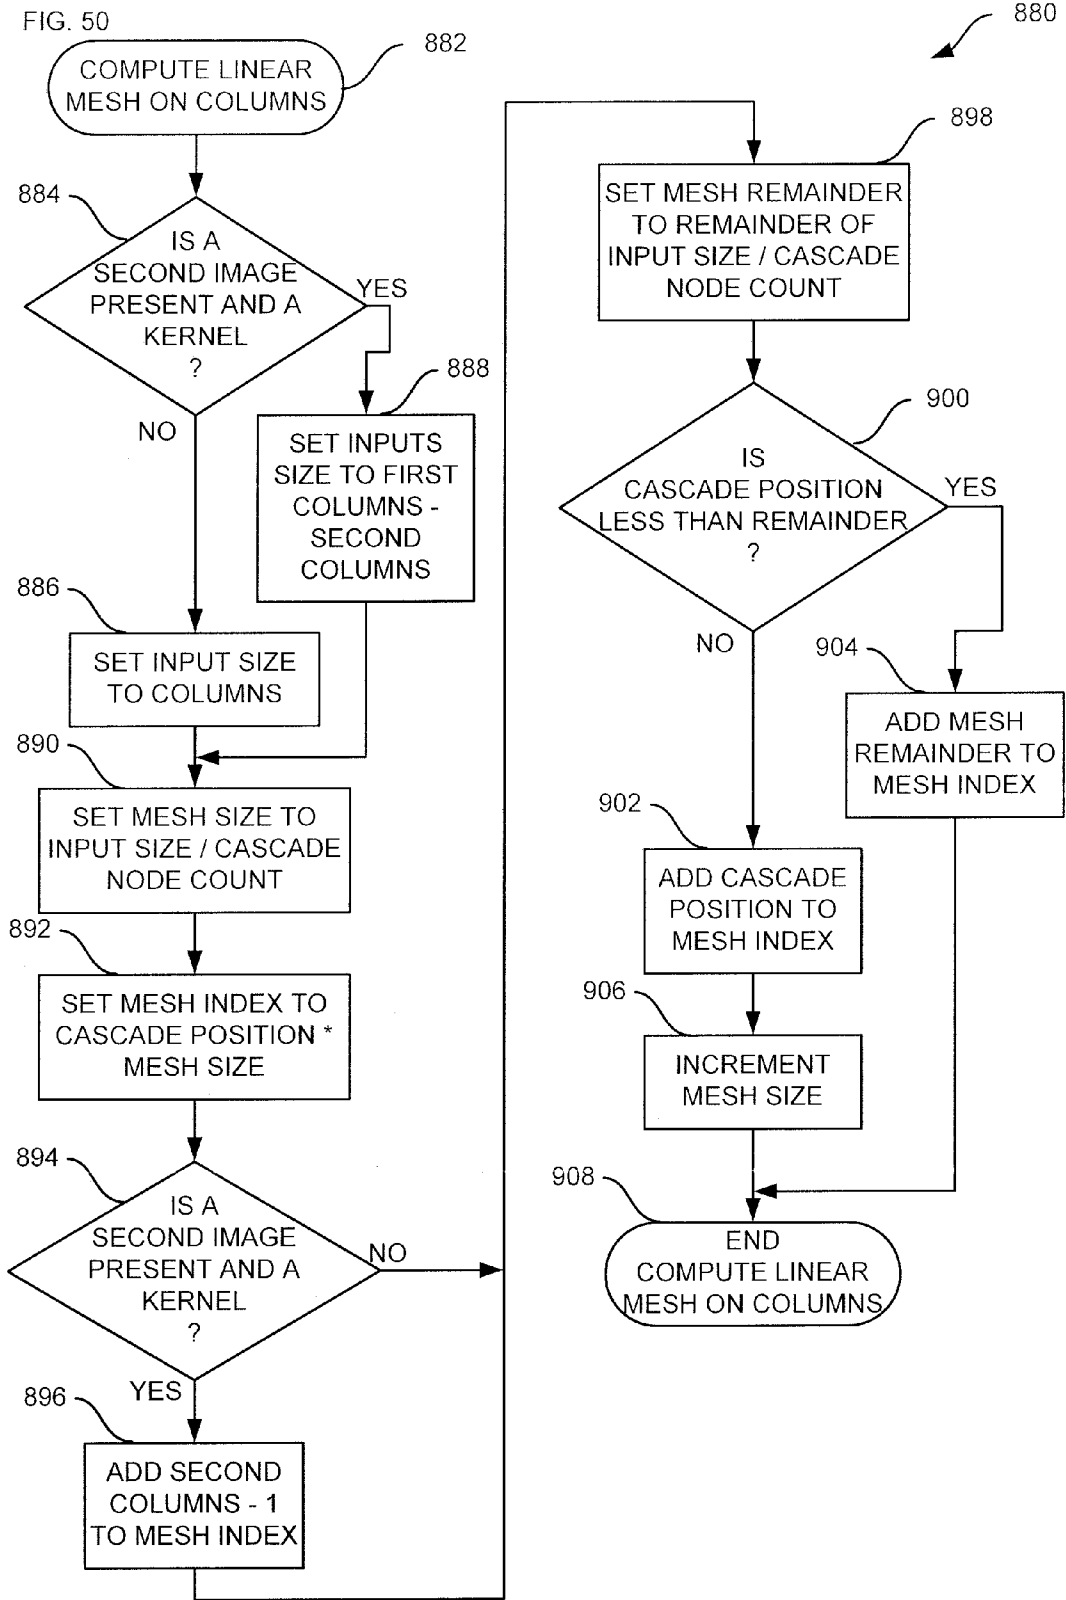 FIG. 50
880
882
COMPUTE LINEAR
MESH ON COLUMNS
884
IS A
SECOND IMAGE
PRESENT AND A
KERNEL
?
YES
NO
888
SET INPUTS
SIZE TO FIRST
COLUMNS -
SECOND
COLUMNS
886
SET INPUT SIZE
TO COLUMNS
890
SET MESH SIZE TO
INPUT SIZE / CASCADE
NODE COUNT
892
SET MESH INDEX TO
CASCADE POSITION *
MESH SIZE
894
IS A
SECOND IMAGE
PRESENT AND A
KERNEL
?
NO
YES
896
ADD SECOND
COLUMNS - 1
TO MESH INDEX
898
SET MESH REMAINDER
TO REMAINDER OF
INPUT SIZE / CASCADE
NODE COUNT
900
IS
CASCADE POSITION
LESS THAN REMAINDER
?
YES
NO
904
ADD MESH
REMAINDER TO
MESH INDEX
902
ADD CASCADE
POSITION TO
MESH INDEX
906
INCREMENT
MESH SIZE
908
END
COMPUTE LINEAR
MESH ON COLUMNS